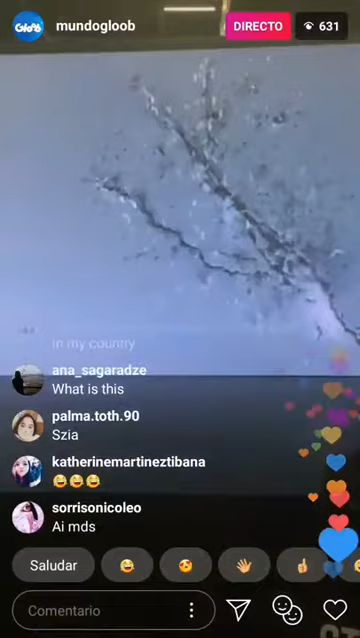 Gloob
mundogloob
DIRECTO
631
in my country
ana_sagaradze
What is this
palma.toth.90
Szia
katherinemartineztibana
😂😂😂
sorrisonicoleo
Ai mds
Saludar
Comentario